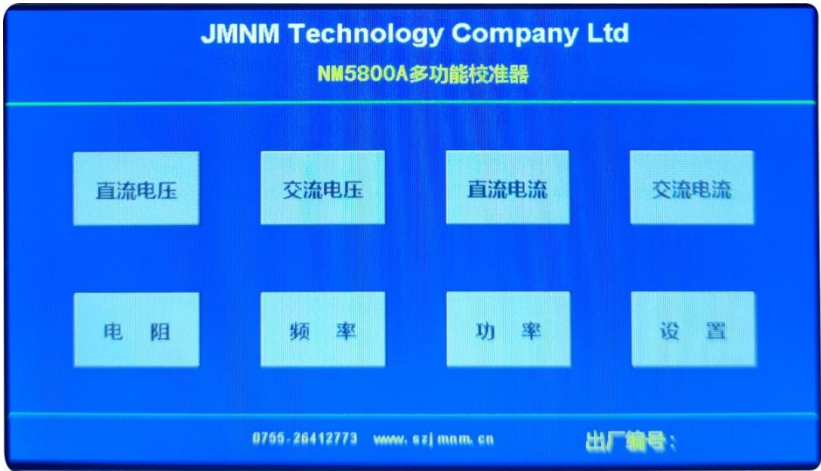 JMNM Technology Company Ltd
NM5800A多功能校准器
直流电压 交流电压 直流电流 交流电流
电 阻 频 率 功 率 设 置
0755-26412773 www.szjmnm.cn 出厂编号: